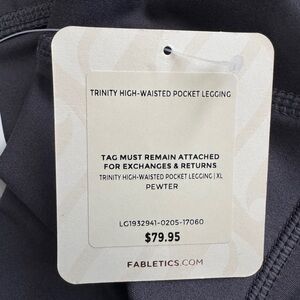 TRINITY HIGH-WAISTED POCKET LEGGING
TAG MUST REMAIN ATTACHED
FOR EXCHANGES & RETURNS
TRINITY HIGH-WAISTED POCKET LEGGING | XL
PEWTER
LG1932941-0205-17060
$79.95
FABLETICS.COM